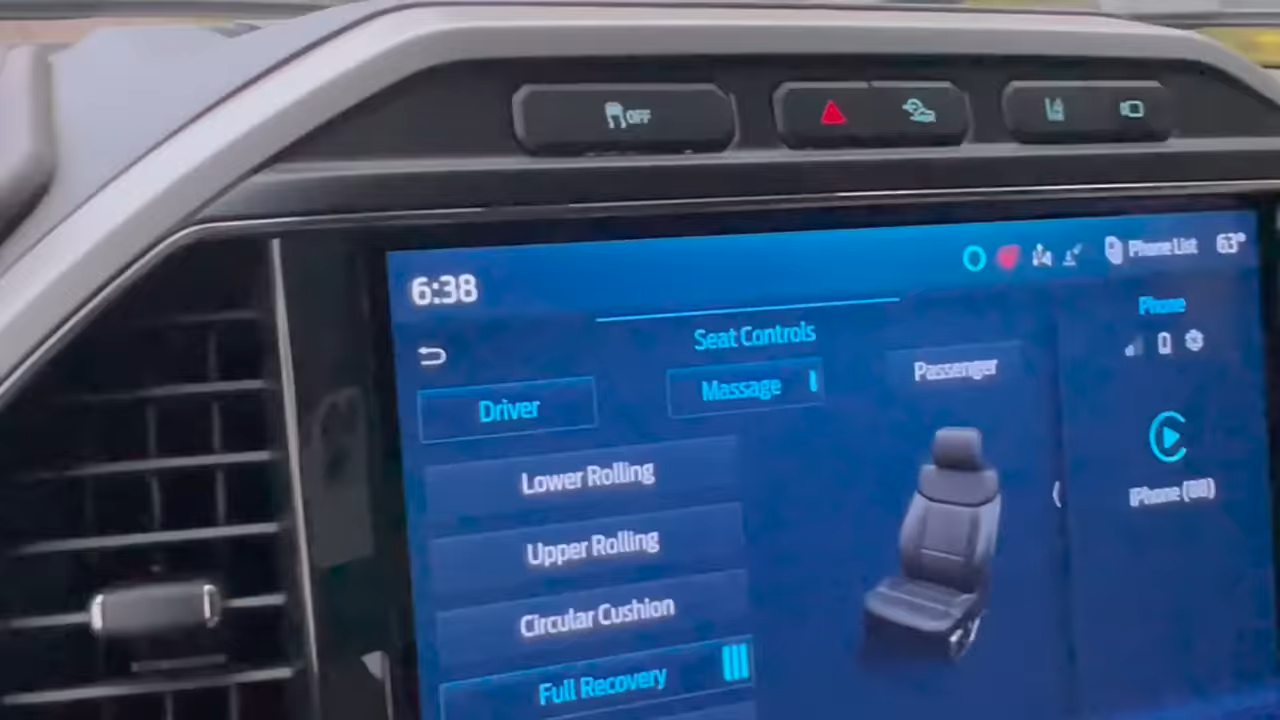 OFF
6:38
Phone List 63°
Seat Controls
Phone
Driver
Massage
Passenger
Lower Rolling
Upper Rolling
Circular Cushion
Full Recovery
iPhone